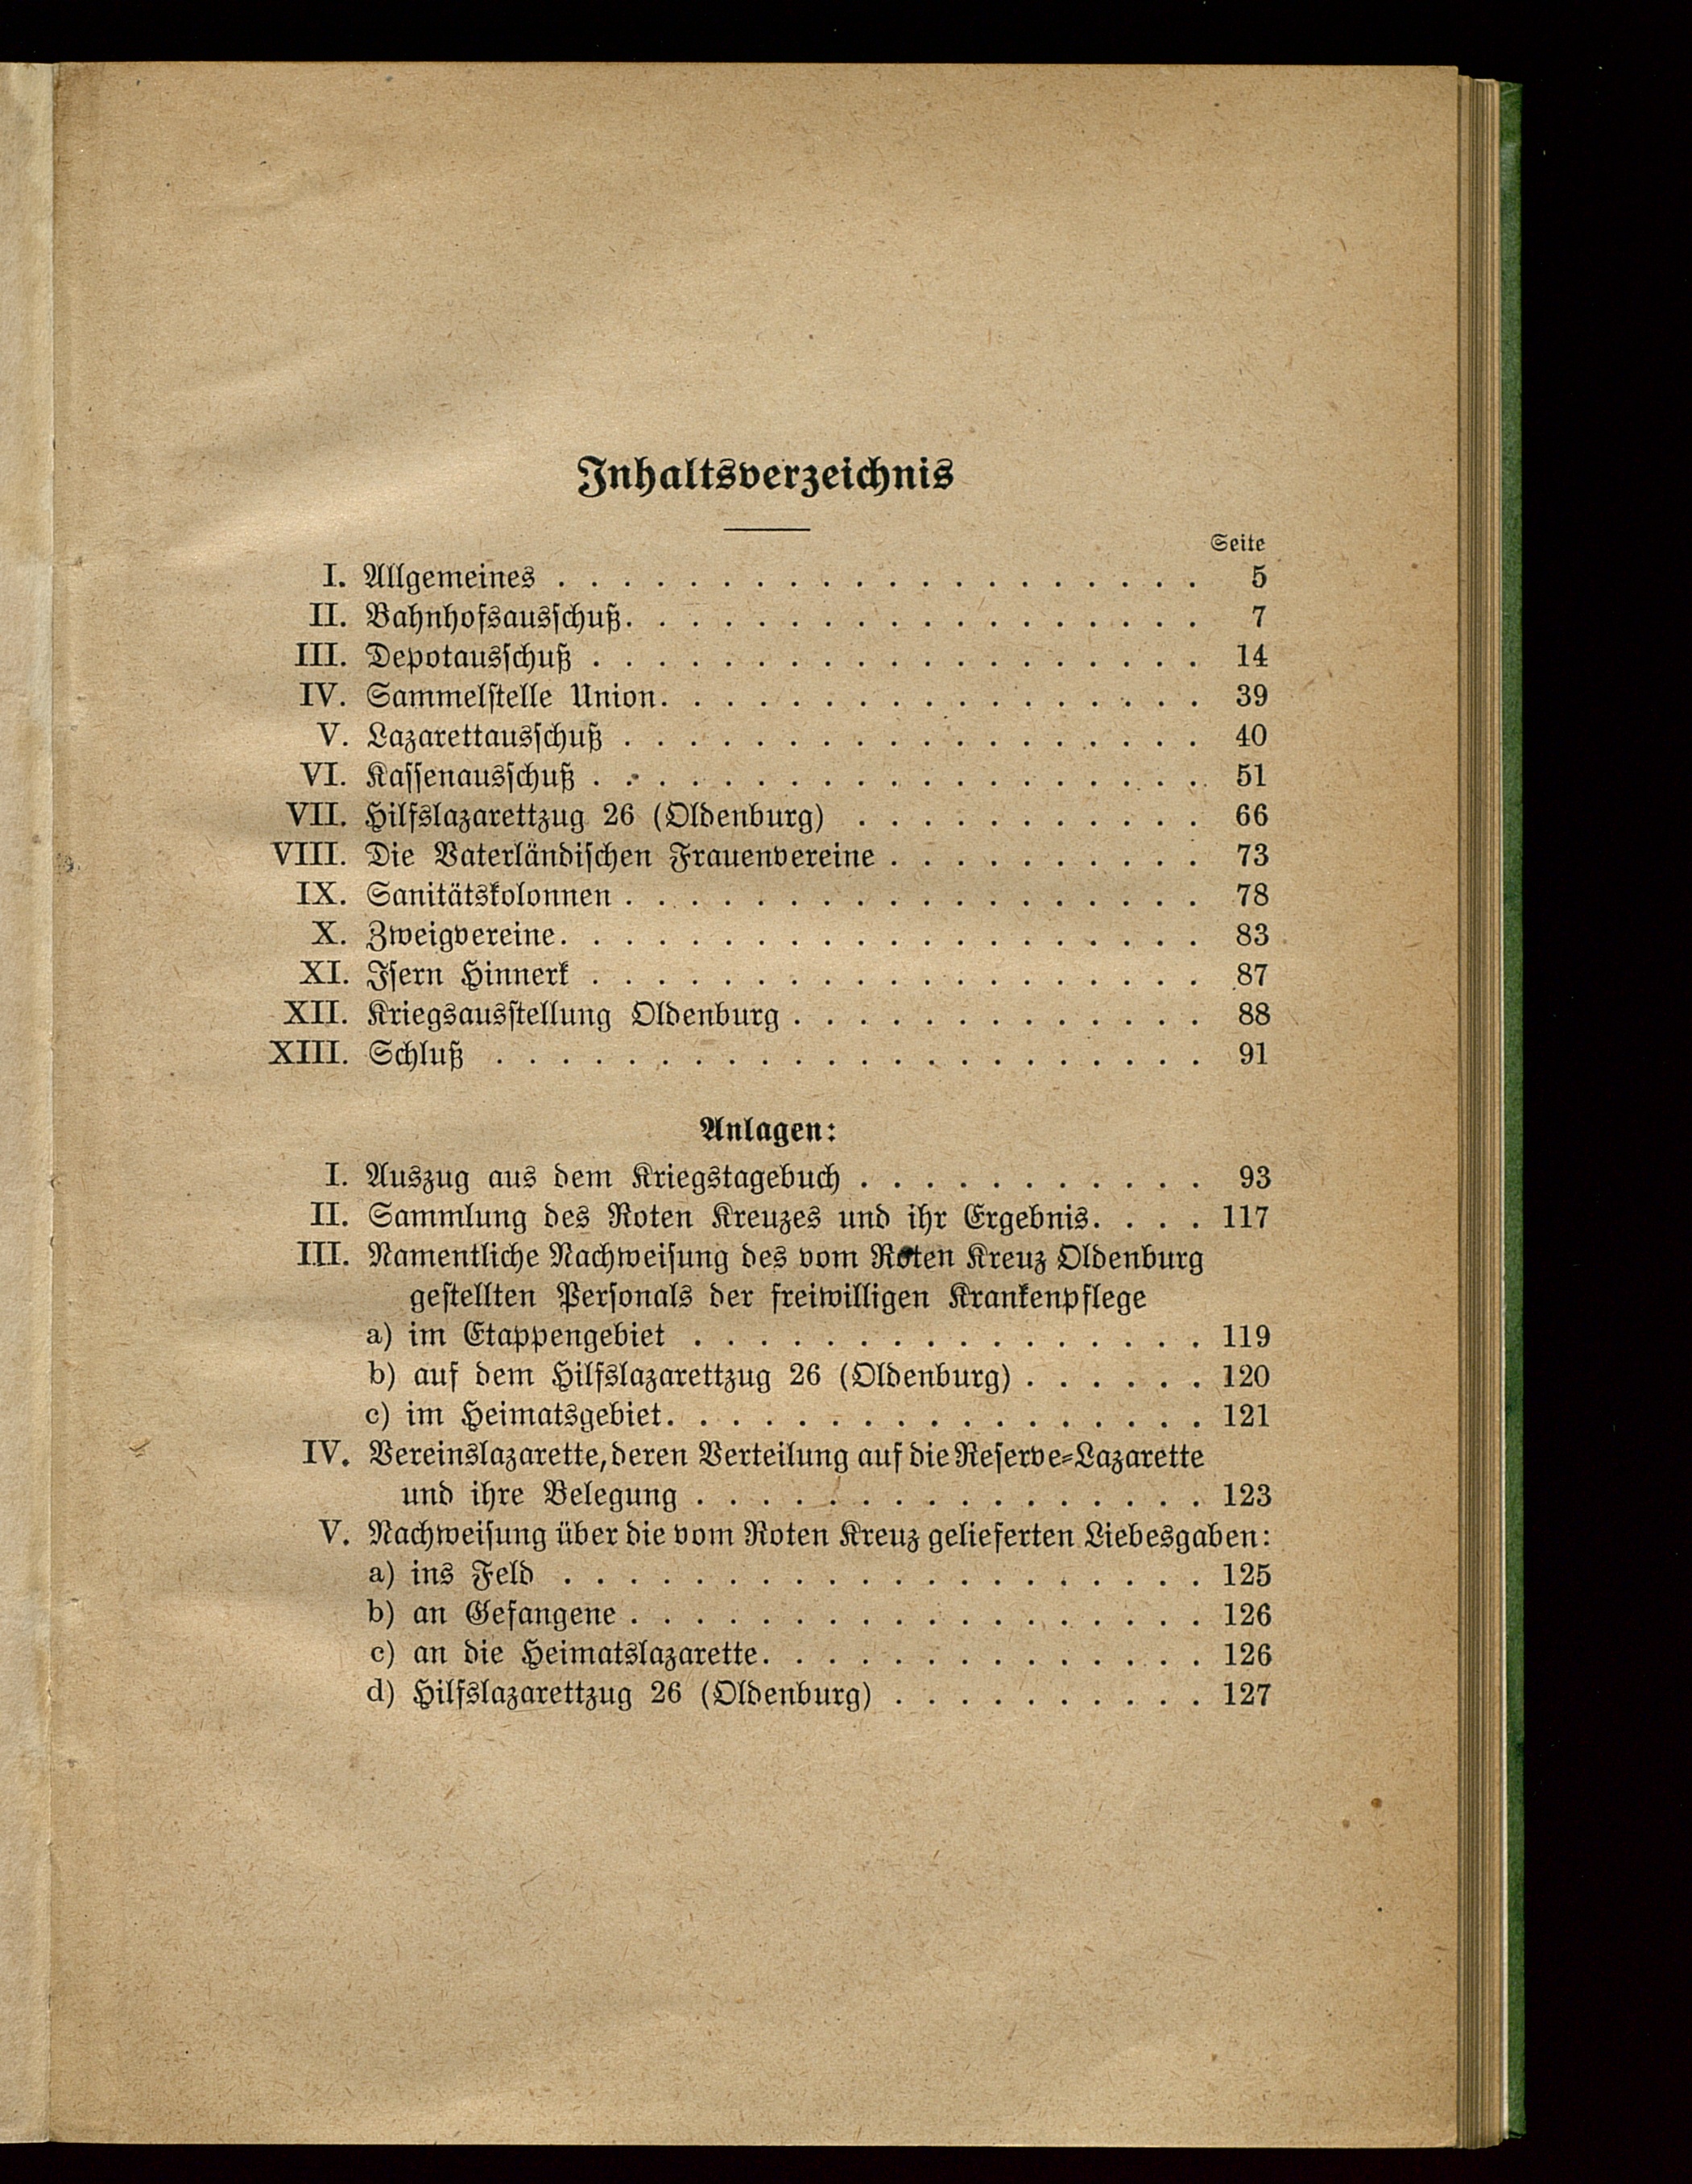 Inhaltsverzeichnis
Seite
I. Allgemeines . . . . . . . . . . . . . . . . . . . . 5
II. Bahnhofsausschuß. . . . . . . . . . . . . . . . . . 7
III. Depotausschuß . . . . . . . . . . . . . . . . . . . 14
IV. Sammelstelle Union. . . . . . . . . . . . . . . . . 39
V. Lazarettausschuß . . . . . . . . . . . . . . . . . . 40
VI. Kassenausschuß . . . . . . . . . . . . . . . . . . . 51
VII. Hilfslazarettzug 26 (Oldenburg) . . . . . . . . . . . 66
VIII. Die Vaterländischen Frauenvereine . . . . . . . . . . 73
IX. Sanitätskolonnen . . . . . . . . . . . . . . . . . . 78
X. Zweigvereine. . . . . . . . . . . . . . . . . . . . 83
XI. Isern Hinnerk . . . . . . . . . . . . . . . . . . . 87
XII. Kriegsausstellung Oldenburg . . . . . . . . . . . . . 88
XIII. Schluß . . . . . . . . . . . . . . . . . . . . . . 91
Anlagen:
I. Auszug aus dem Kriegstagebuch . . . . . . . . . . . 93
II. Sammlung des Roten Kreuzes und ihr Ergebnis. . . . 117
III. Namentliche Nachweisung des vom Roten Kreuz Oldenburg
gestellten Personals der freiwilligen Krankenpflege
a) im Etappengebiet . . . . . . . . . . . . . . . . 119
b) auf dem Hilfslazarettzug 26 (Oldenburg) . . . . . . 120
c) im Heimatsgebiet. . . . . . . . . . . . . . . . . 121
IV. Vereinslazarette, deren Verteilung auf die Reserve-Lazarette
und ihre Belegung . . . . . . . . . . . . . . . . 123
V. Nachweisung über die vom Roten Kreuz gelieferten Liebesgaben:
a) ins Feld . . . . . . . . . . . . . . . . . . . . 125
b) an Gefangene . . . . . . . . . . . . . . . . . . 126
c) an die Heimatslazarette. . . . . . . . . . . . . . 126
d) Hilfslazarettzug 26 (Oldenburg) . . . . . . . . . . 127